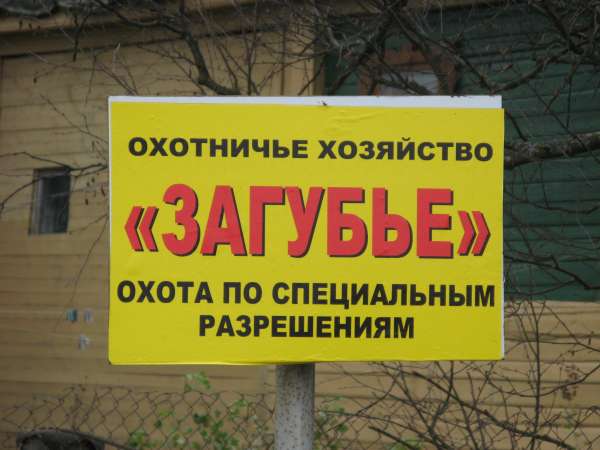 ОХОТНИЧЬЕ ХОЗЯЙСТВО
«ЗАГУБЬЕ»
ОХОТА ПО СПЕЦИАЛЬНЫМ
РАЗРЕШЕНИЯМ